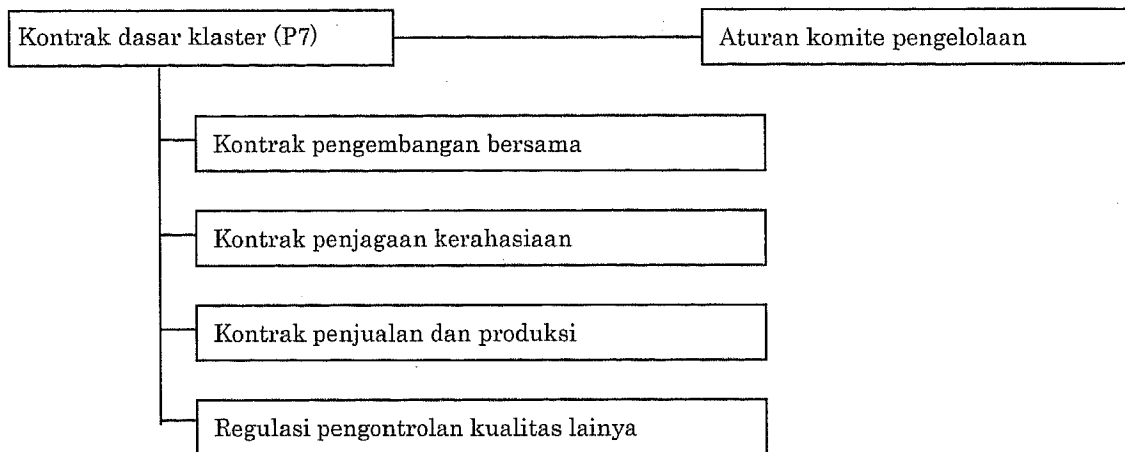 Kontrak dasar klaster (P7)
Aturan komite pengelolaan
Kontrak pengembangan bersama
Kontrak penjagaan kerahasiaan
Kontrak penjualan dan produksi
Regulasi pengontrolan kualitas lainya